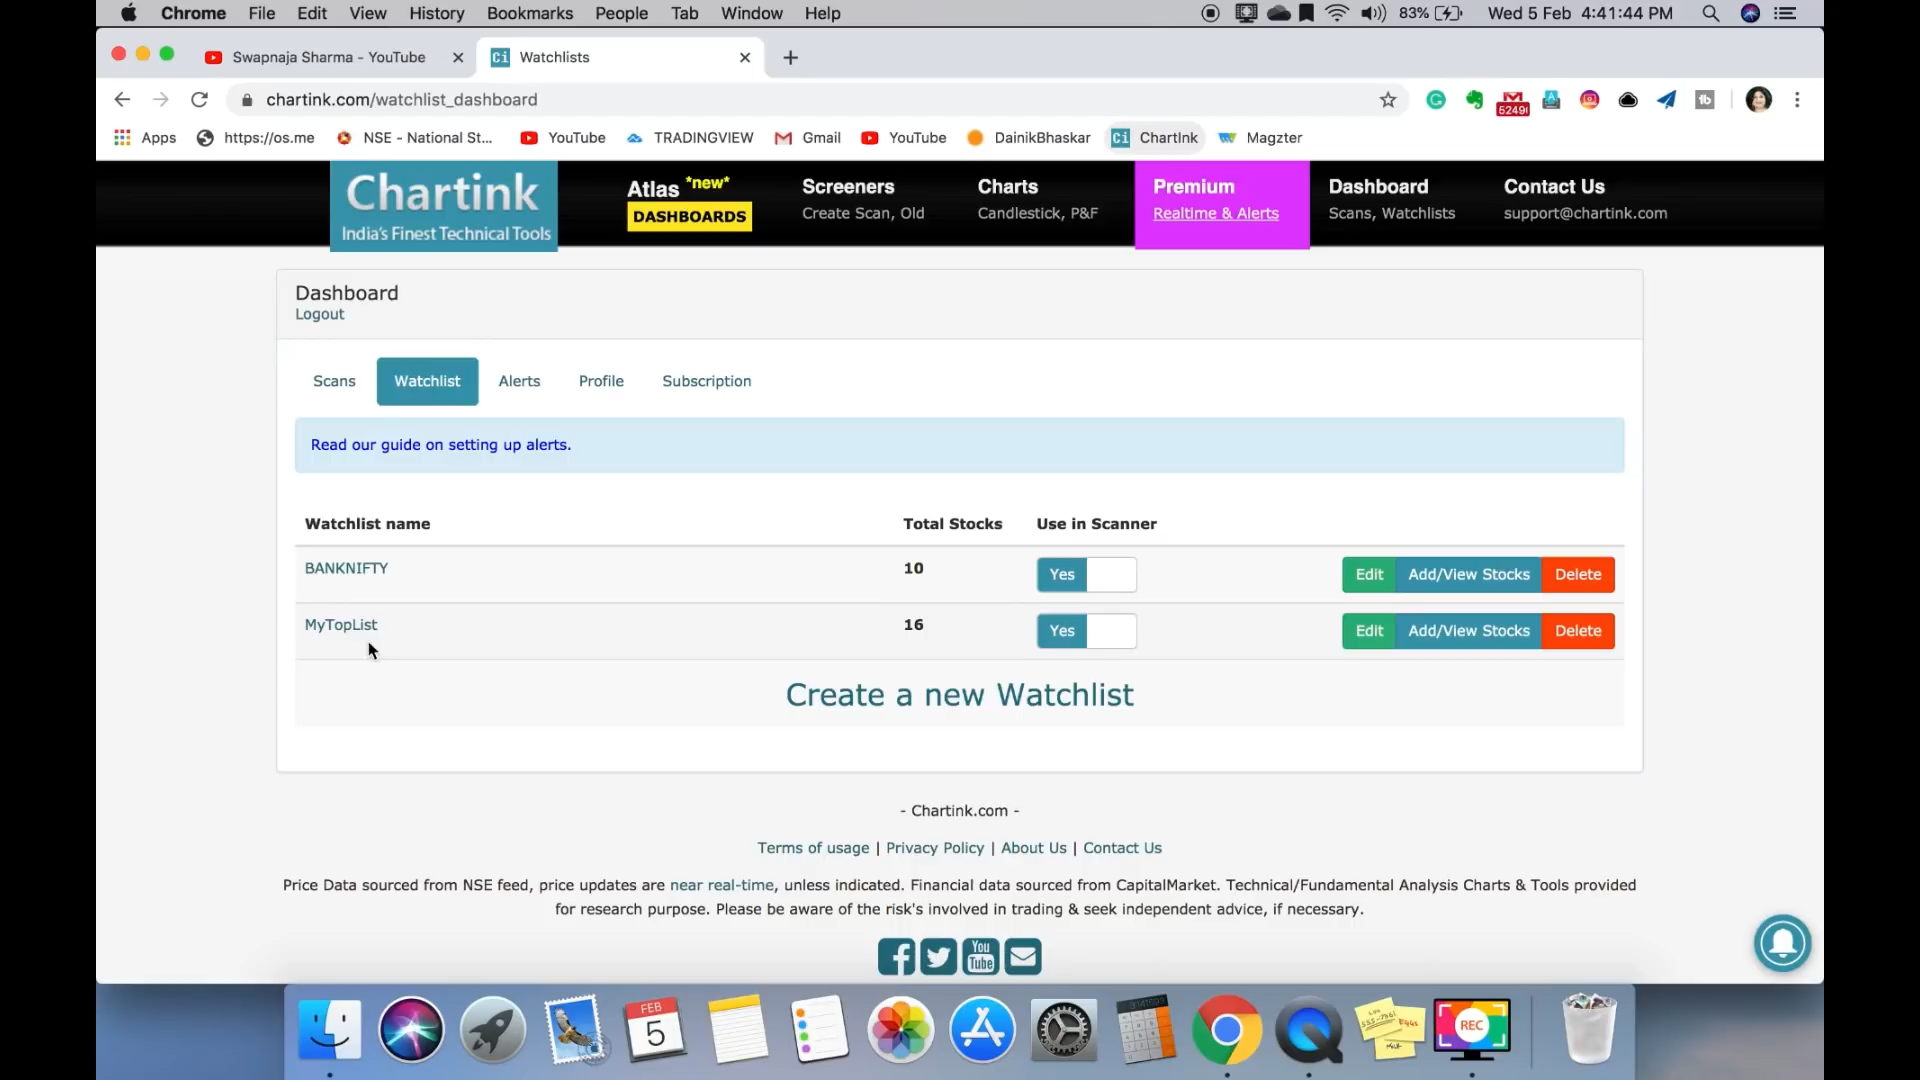 Chrome File Edit View History Bookmarks People Tab Window Help 83% Wed 5 Feb 4:41:44 PM
Swapnaja Sharma - YouTube Ci Watchlists
chartink.com/watchlist_dashboard
Apps https://os.me NSE - National St... YouTube TRADINGVIEW Gmail YouTube DainikBhaskar Ci ChartInk Magzter
Chartink
India's Finest Technical Tools
Atlas *new*
DASHBOARDS
Screeners
Create Scan, Old
Charts
Candlestick, P&F
Premium
Realtime & Alerts
Dashboard
Scans, Watchlists
Contact Us
support@chartink.com
Dashboard
Logout
Scans Watchlist Alerts Profile Subscription
Read our guide on setting up alerts.
Watchlist name Total Stocks Use in Scanner
BANKNIFTY 10 Yes Edit Add/View Stocks Delete
MyTopList 16 Yes Edit Add/View Stocks Delete
Create a new Watchlist
- Chartink.com -
Terms of usage | Privacy Policy | About Us | Contact Us
Price Data sourced from NSE feed, price updates are near real-time, unless indicated. Financial data sourced from CapitalMarket. Technical/Fundamental Analysis Charts & Tools provided
for research purpose. Please be aware of the risk's involved in trading & seek independent advice, if necessary.
You
Tube
FEB
5
REC